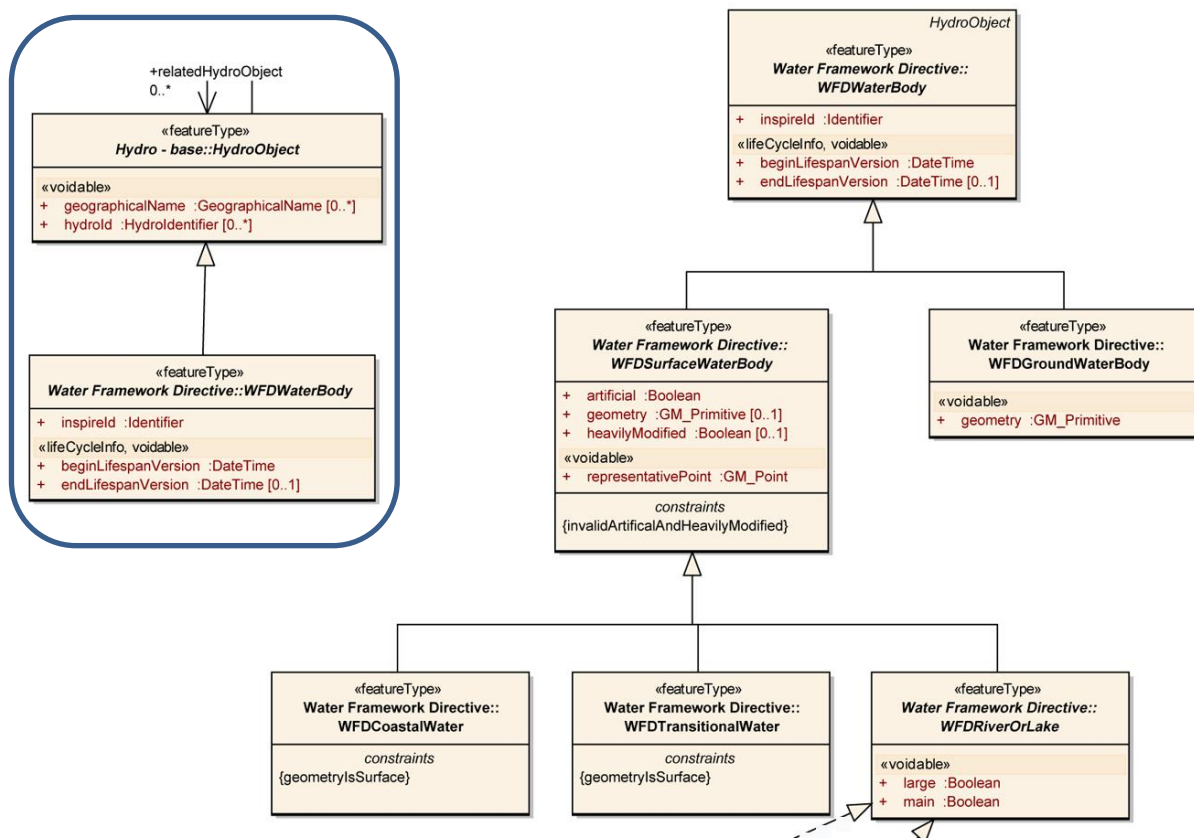 +relatedHydroObject
0..*
«featureType»
Hydro - base::HydroObject
«voidable»
+ geographicalName :GeographicalName [0..*]
+ hydroId :HydroIdentifier [0..*]
«featureType»
Water Framework Directive::WFDWaterBody
+ inspireId :Identifier
«lifeCycleInfo, voidable»
+ beginLifespanVersion :DateTime
+ endLifespanVersion :DateTime [0..1]
HydroObject
«featureType»
Water Framework Directive::
WFDWaterBody
+ inspireId :Identifier
«lifeCycleInfo, voidable»
+ beginLifespanVersion :DateTime
+ endLifespanVersion :DateTime [0..1]
«featureType»
Water Framework Directive::
WFDSurfaceWaterBody
+ artificial :Boolean
+ geometry :GM_Primitive [0..1]
+ heavilyModified :Boolean [0..1]
«voidable»
+ representativePoint :GM_Point
constraints
{invalidArtificalAndHeavilyModified}
«featureType»
Water Framework Directive::
WFDGroundWaterBody
«voidable»
+ geometry :GM_Primitive
«featureType»
Water Framework Directive::
WFDCoastalWater
constraints
{geometryIsSurface}
«featureType»
Water Framework Directive::
WFDTransitionalWater
constraints
{geometryIsSurface}
«featureType»
Water Framework Directive::
WFDRiverOrLake
«voidable»
+ large :Boolean
+ main :Boolean